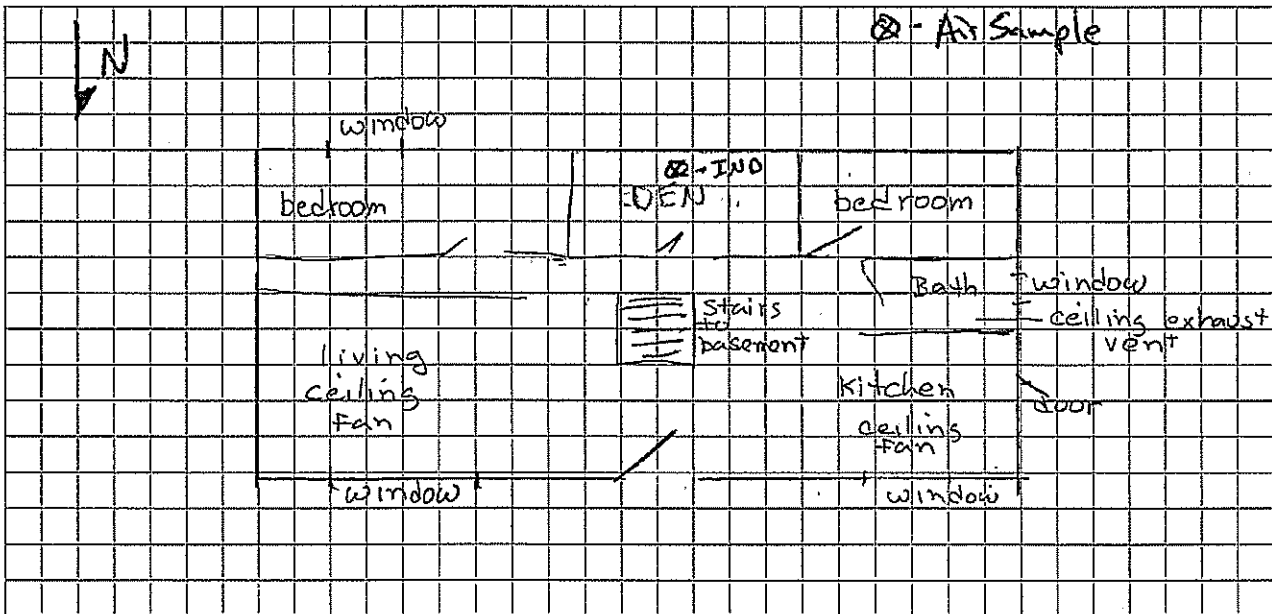 ⊗ - Air Sample
N
window
⊗ - IND
bedroom
DEN
bedroom
Bath
window
ceiling exhaust
vent
stairs
to
basement
living
ceiling
fan
Kitchen
ceiling
fan
door
window
window